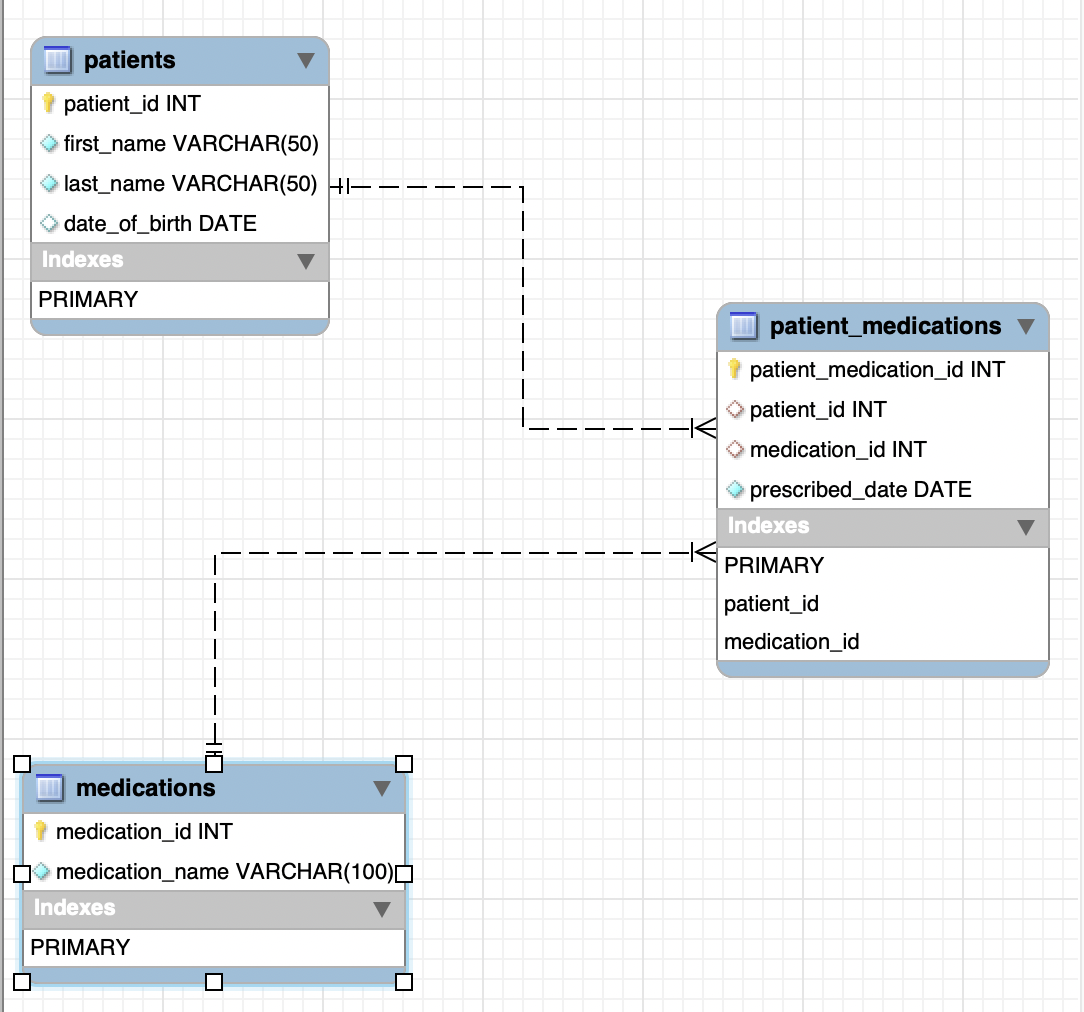 patients
patient_id INT
first_name VARCHAR(50)
last_name VARCHAR(50)
date_of_birth DATE
Indexes
PRIMARY
patient_medications
patient_medication_id INT
patient_id INT
medication_id INT
prescribed_date DATE
Indexes
PRIMARY
patient_id
medication_id
medications
medication_id INT
medication_name VARCHAR(100)
Indexes
PRIMARY